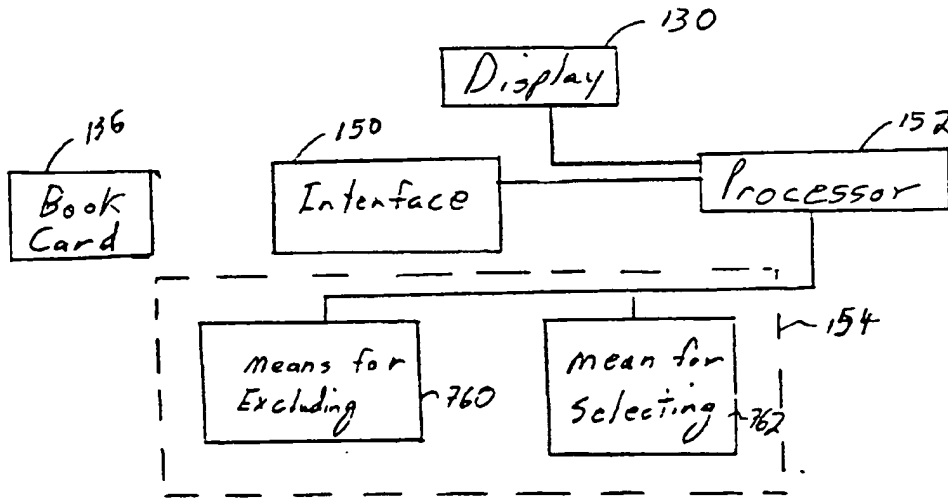 130
Display
136
150
152
Book
Card
Interface
Processor
154
means for
Excluding
760
mean for
Selecting
762